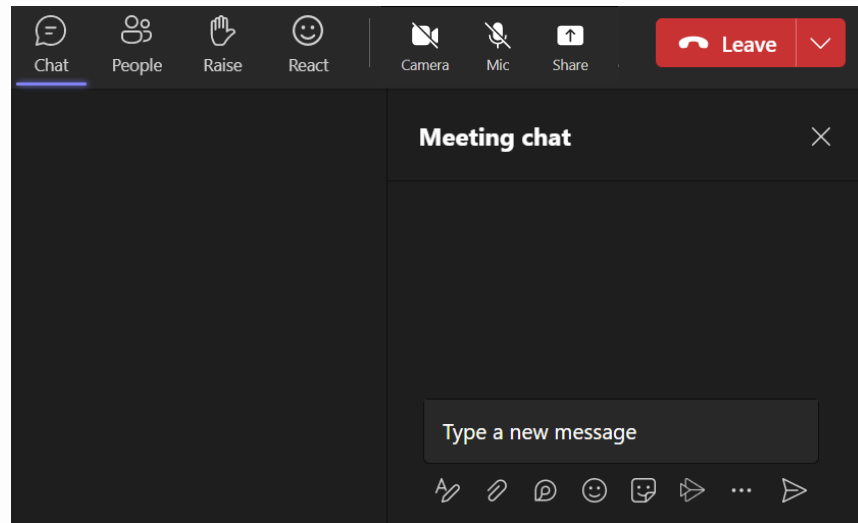 Chat People Raise React Camera Mic Share Leave
Meeting chat
Type a new message